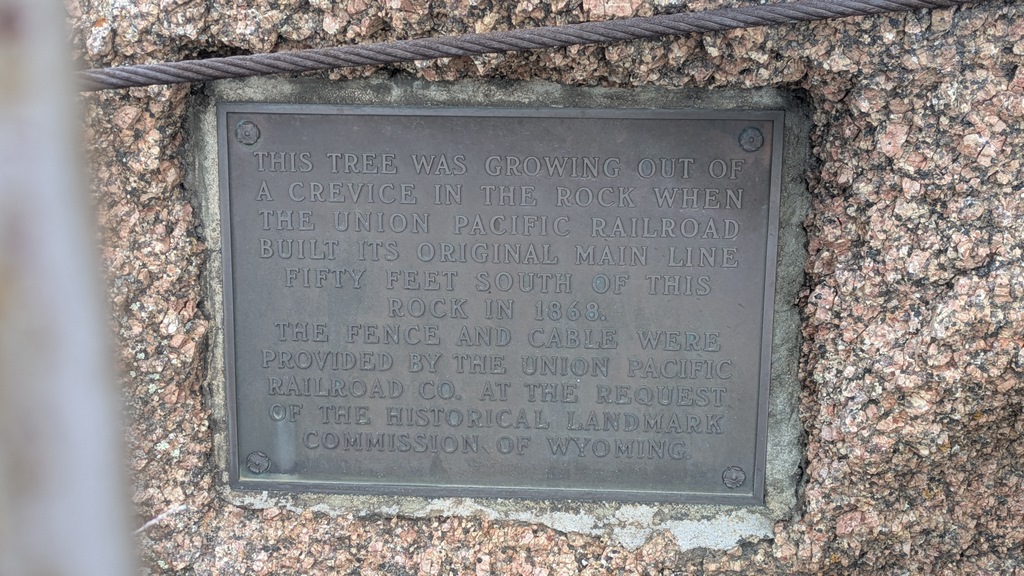 THIS TREE WAS GROWING OUT OF
A CREVICE IN THE ROCK WHEN
THE UNION PACIFIC RAILROAD
BUILT ITS ORIGINAL MAIN LINE
FIFTY FEET SOUTH OF THIS
ROCK IN 1868.
THE FENCE AND CABLE WERE
PROVIDED BY THE UNION PACIFIC
RAILROAD CO. AT THE REQUEST
OF THE HISTORICAL LANDMARK
COMMISSION OF WYOMING